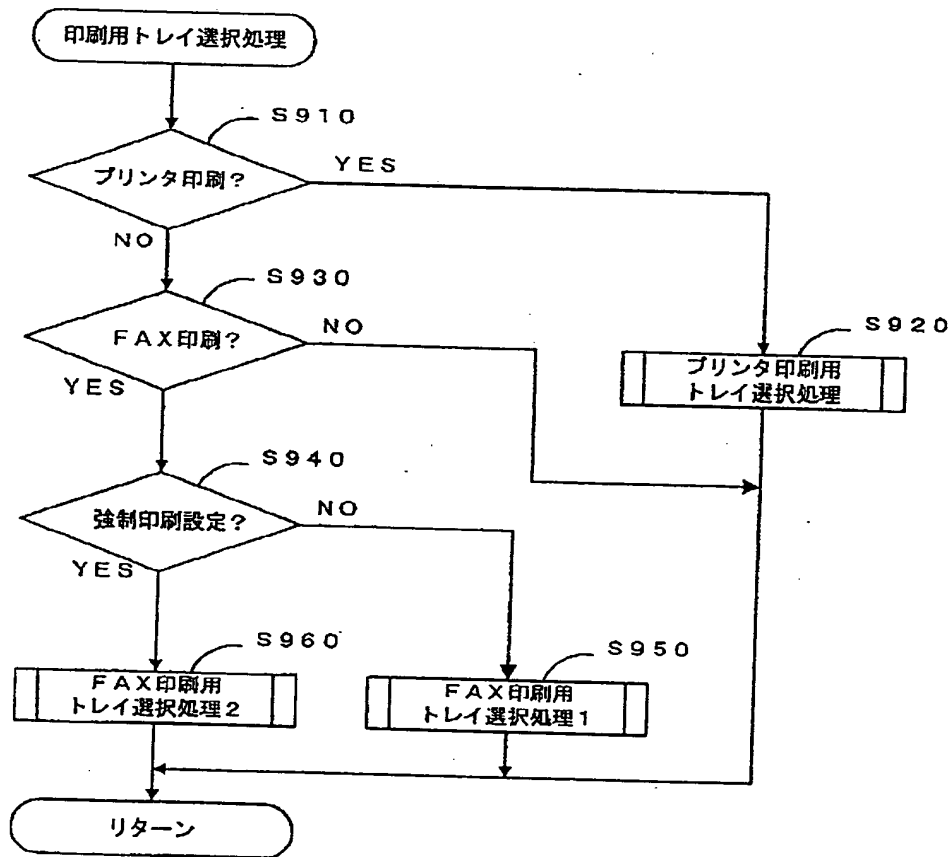 印刷用トレイ選択処理
S910
プリンタ印刷?
YES
NO
S930
FAX印刷?
NO
YES
S920
プリンタ印刷用
トレイ選択処理
S940
強制印刷設定?
NO
YES
S960
FAX印刷用
トレイ選択処理2
S950
FAX印刷用
トレイ選択処理1
リターン